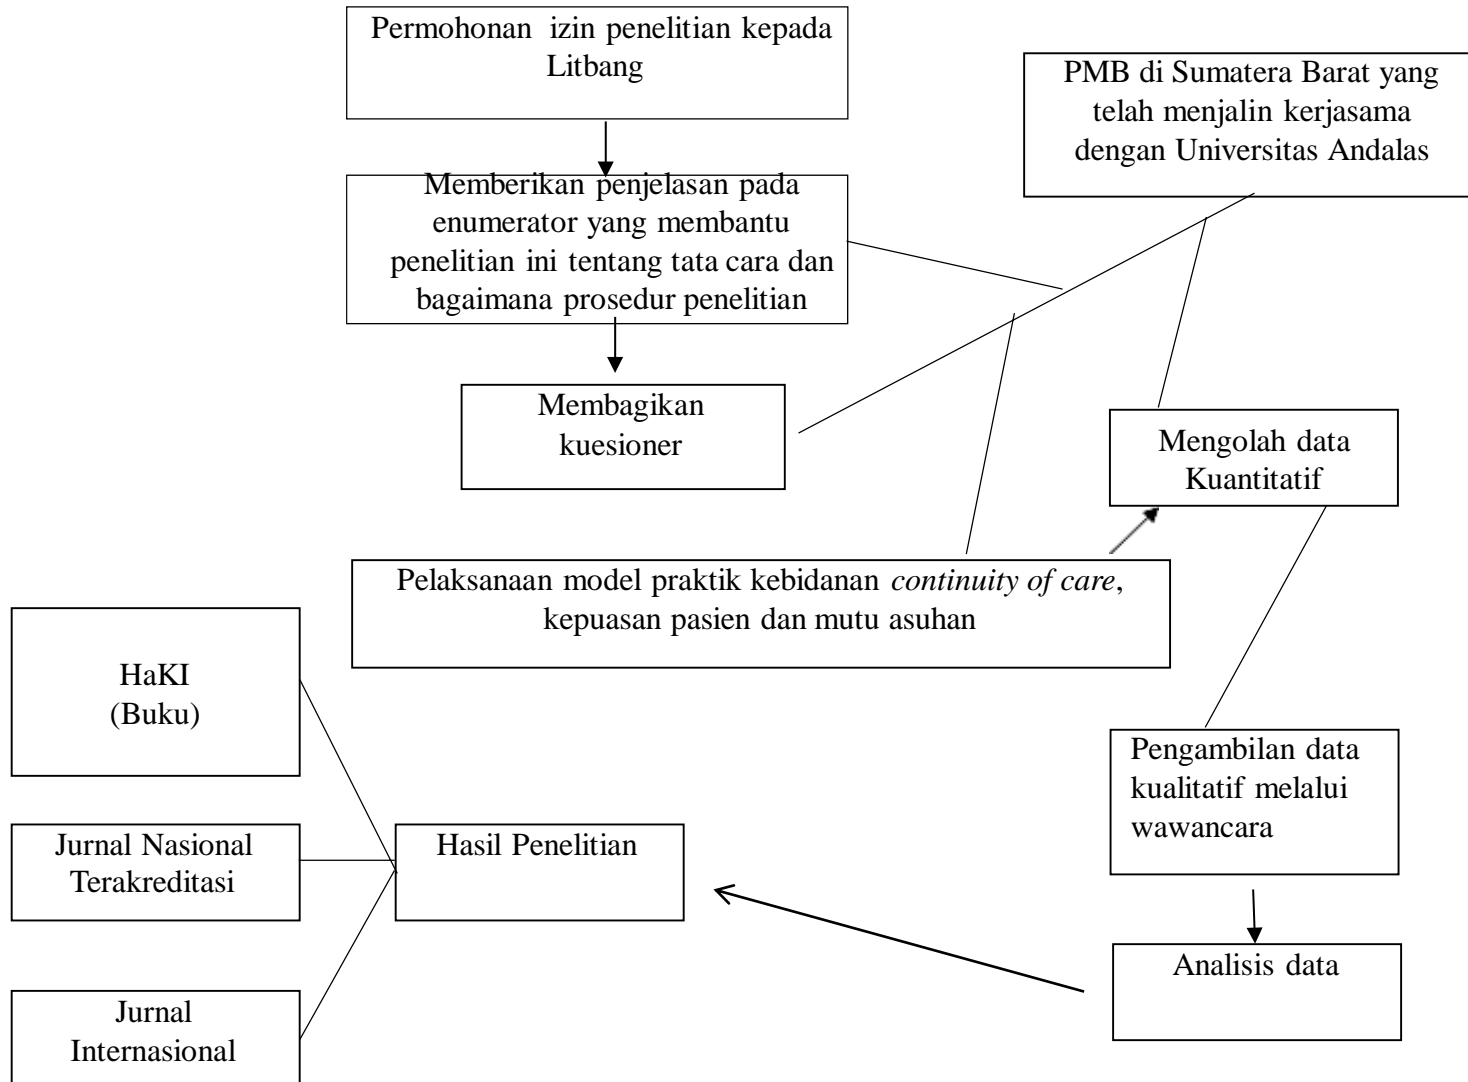 Permohonan izin penelitian kepada
Litbang
PMB di Sumatera Barat yang
telah menjalin kerjasama
dengan Universitas Andalas
Memberikan penjelasan pada
enumerator yang membantu
penelitian ini tentang tata cara dan
bagaimana prosedur penelitian
Membagikan
kuesioner
Mengolah data
Kuantitatif
Pelaksanaan model praktik kebidanan continuity of care,
kepuasan pasien dan mutu asuhan
HaKI
(Buku)
Pengambilan data
kualitatif melalui
wawancara
Jurnal Nasional
Terakreditasi
Hasil Penelitian
Analisis data
Jurnal
Internasional